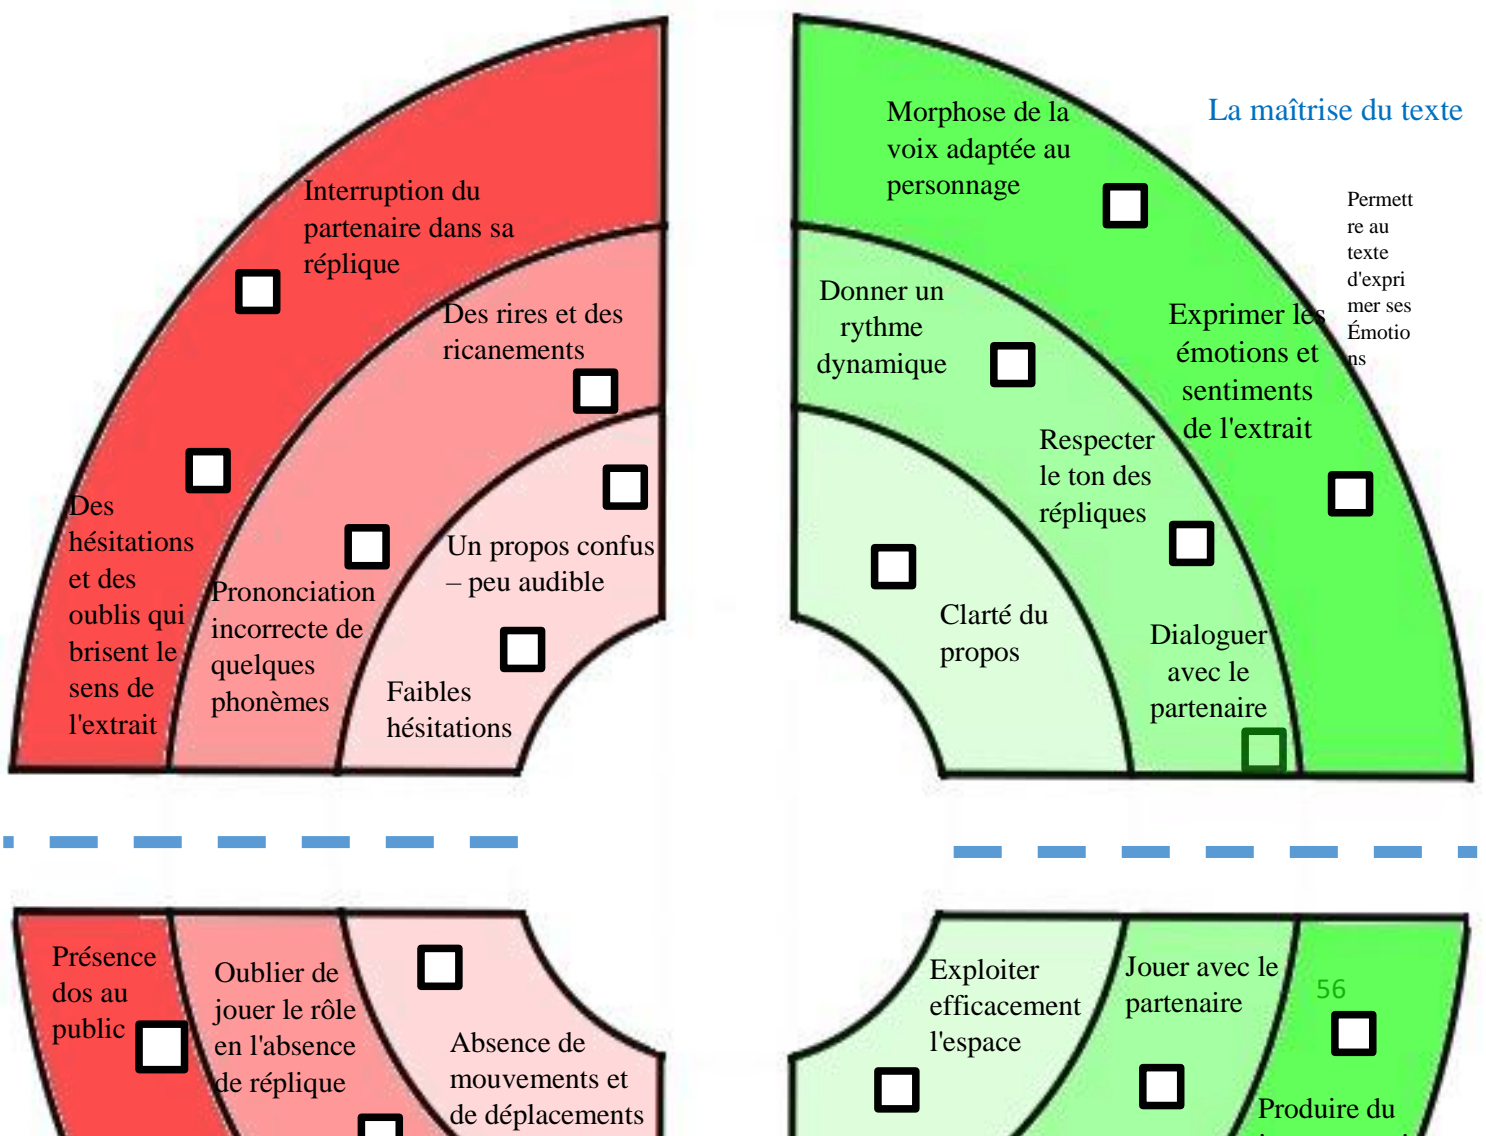 La maîtrise du texte
Morphose de la
voix adaptée au
personnage
Interruption du
partenaire dans sa
réplique
Permett
re au
texte
d'expri
mer ses
Émotio
ns
Donner un
rythme
dynamique
Des rires et des
ricanements
Exprimer les
émotions et
sentiments
de l'extrait
Respecter
le ton des
répliques
Des
hésitations
et des
oublis qui
brisent le
sens de
l'extrait
Prononciation
incorrecte de
quelques
phonèmes
Un propos confus
– peu audible
Faibles
hésitations
Clarté du
propos
Dialoguer
avec le
partenaire
Présence
dos au
public
Oublier de
jouer le rôle
en l'absence
de réplique
Absence de
mouvements et
de déplacements
Exploiter
efficacement
l'espace
Jouer avec le
partenaire
56
Produire du